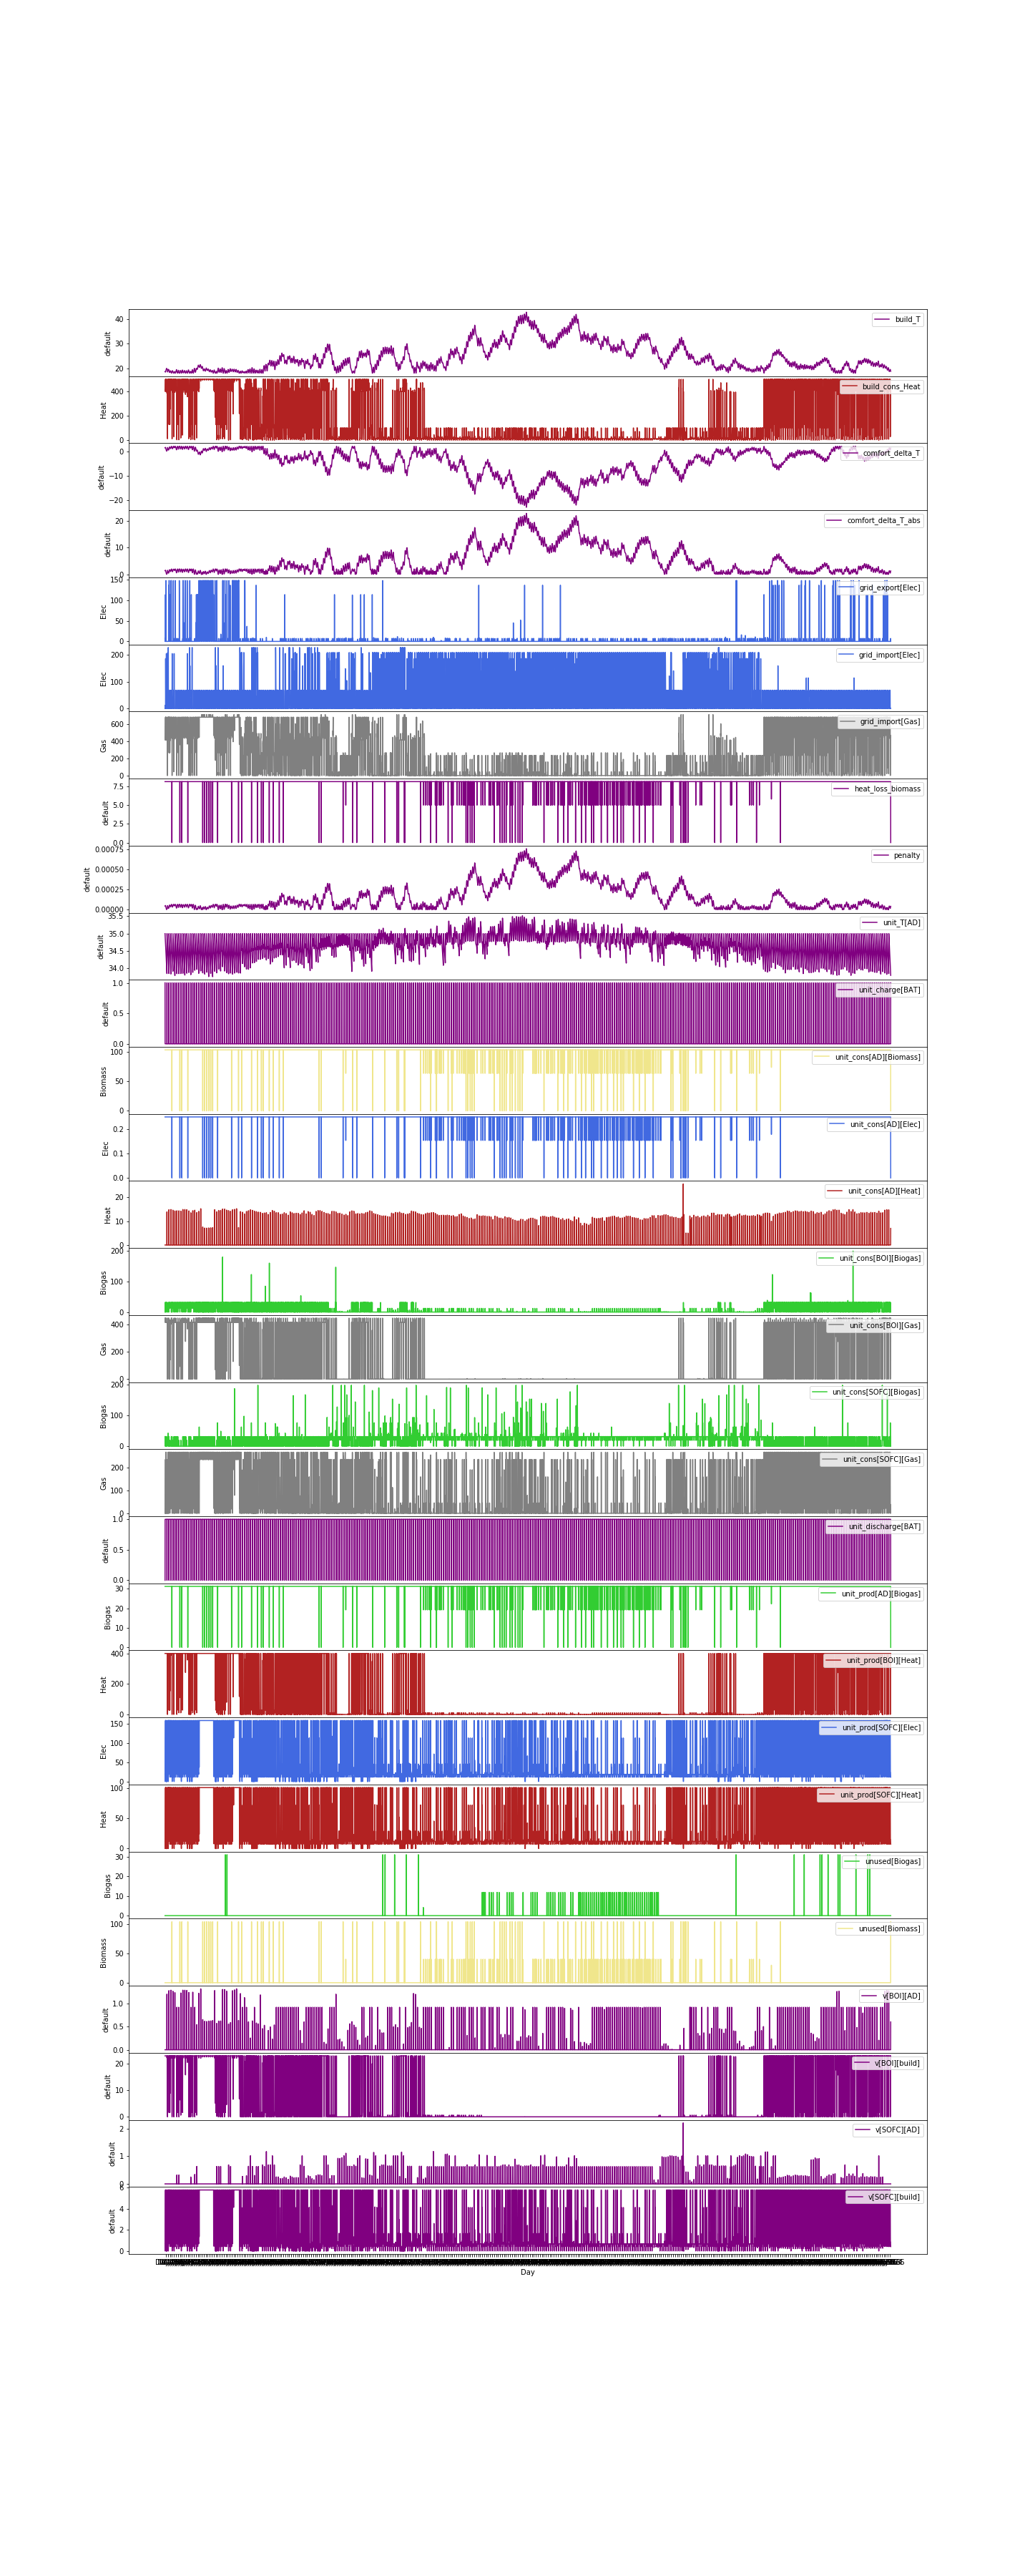 40
30
20
default
build_T
400
200
0
Heat
build_cons_Heat
0
−10
−20
default
comfort_delta_T
20
10
0
default
comfort_delta_T_abs
150
100
50
0
Elec
grid_export[Elec]
200
100
0
Elec
grid_import[Elec]
600
400
200
0
Gas
grid_import[Gas]
7.5
5.0
2.5
0.0
default
heat_loss_biomass
0.00075
0.00050
0.00025
0.00000
default
penalty
35.5
35.0
34.5
34.0
default
unit_T[AD]
1.0
0.5
0.0
default
unit_charge[BAT]
100
50
0
Biomass
unit_cons[AD][Biomass]
0.2
0.1
0.0
Elec
unit_cons[AD][Elec]
20
10
0
Heat
unit_cons[AD][Heat]
200
100
0
Biogas
unit_cons[BOI][Biogas]
400
200
0
Gas
unit_cons[BOI][Gas]
200
100
0
Biogas
unit_cons[SOFC][Biogas]
200
100
0
Gas
unit_cons[SOFC][Gas]
1.0
0.5
0.0
default
unit_discharge[BAT]
30
20
10
0
Biogas
unit_prod[AD][Biogas]
400
200
0
Heat
unit_prod[BOI][Heat]
150
100
50
0
Elec
unit_prod[SOFC][Elec]
100
50
0
Heat
unit_prod[SOFC][Heat]
30
20
10
0
Biogas
unused[Biogas]
100
50
0
Biomass
unused[Biomass]
1.0
0.5
0.0
default
v[BOI][AD]
20
10
0
default
v[BOI][build]
2
1
0
default
v[SOFC][AD]
6
4
2
0
default
v[SOFC][build]
Day